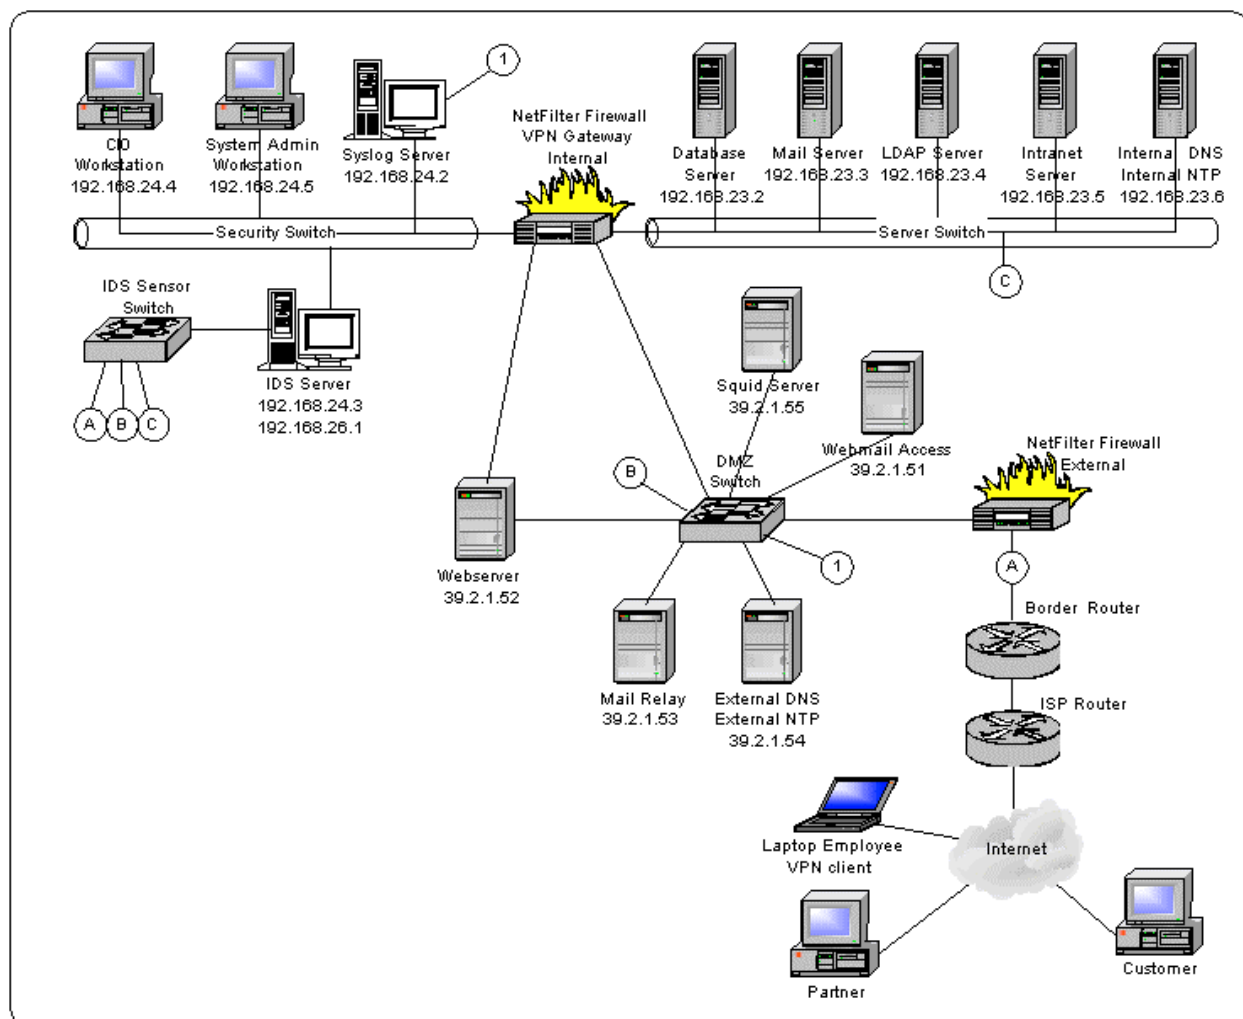 1
NetFilter Firewall
VPN Gateway
Internal
CIO
Workstation
192.168.24.4
System Admin
Workstation
192.168.24.5
Syslog Server
192.168.24.2
Database
Server
192.168.23.2
Mail Server
192.168.23.3
LDAP Server
192.168.23.4
Intranet
Server
192.168.23.5
Internal DNS
Internal NTP
192.168.23.6
Security Switch
Server Switch
C
IDS Sensor
Switch
A
B
C
IDS Server
192.168.24.3
192.168.26.1
Squid Server
39.2.1.55
Webmail Access
39.2.1.51
NetFilter Firewall
External
DMZ
Switch
B
1
A
Webserver
39.2.1.52
Mail Relay
39.2.1.53
External DNS
External NTP
39.2.1.54
Border Router
ISP Router
Internet
Laptop Employee
VPN client
Partner
Customer